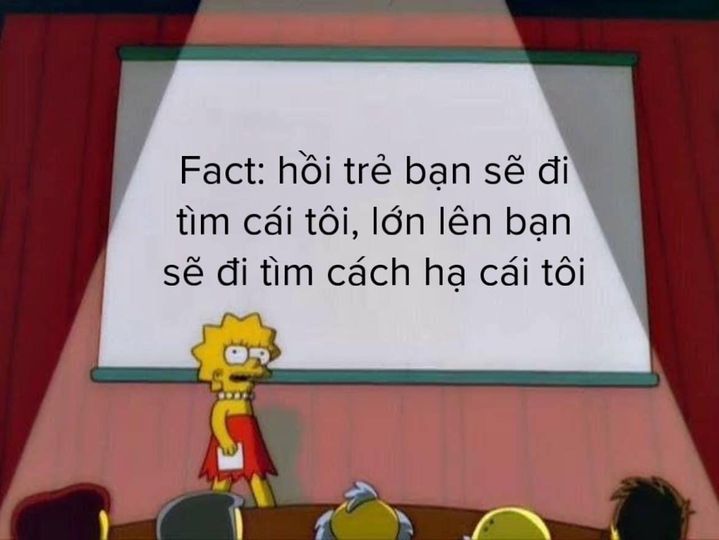 Fact: hồi trẻ bạn sẽ đi
tìm cái tôi, lớn lên bạn
sẽ đi tìm cách hạ cái tôi